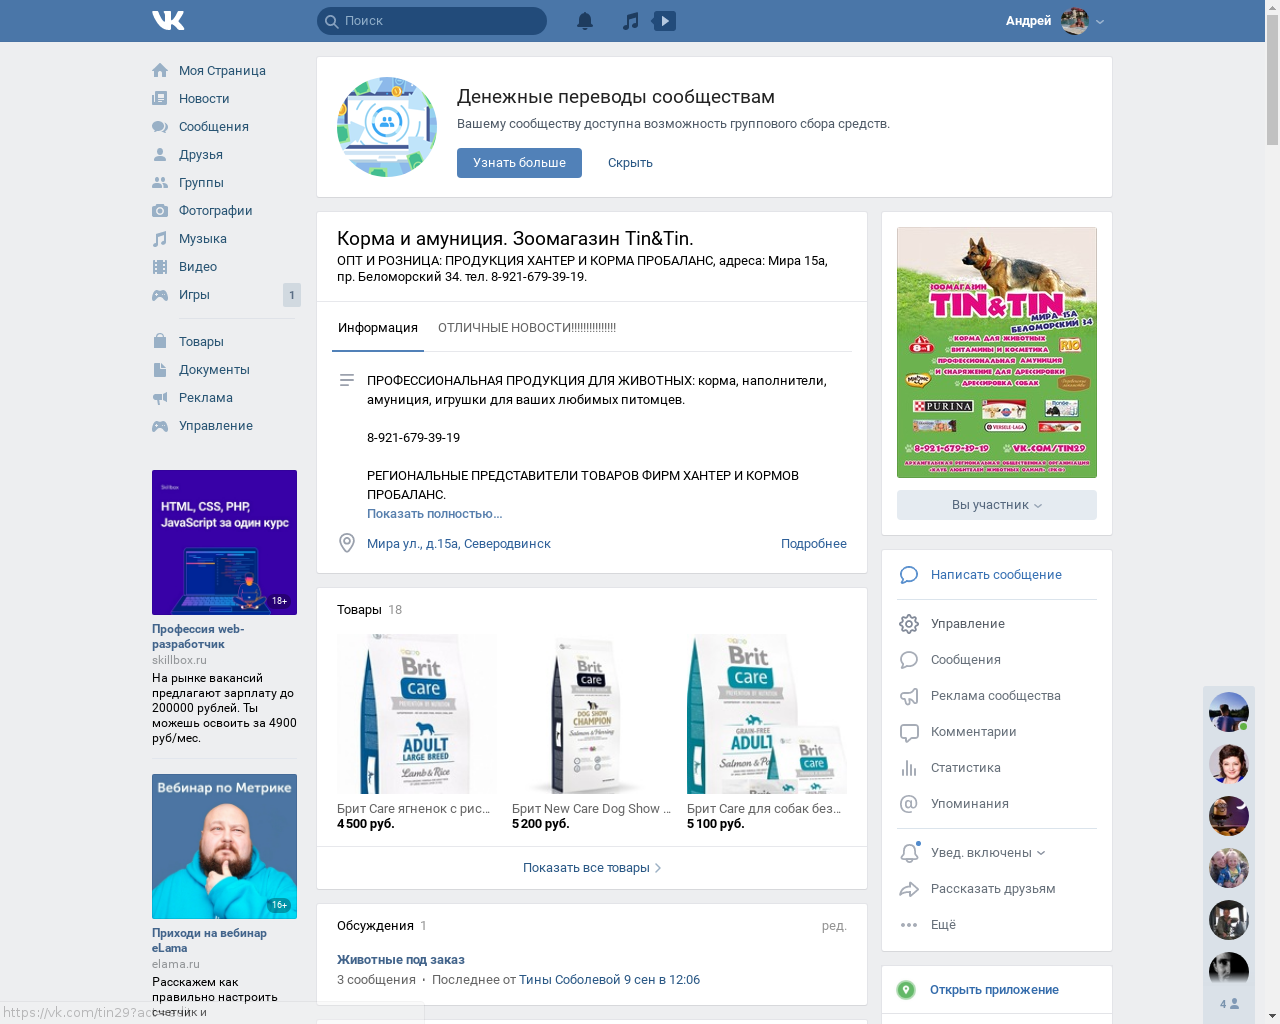 Поиск
Андрей
Моя Страница
Новости
Сообщения
Друзья
Группы
Фотографии
Музыка
Видео
Игры
1
Товары
Документы
Реклама
Управление
HTML, CSS, PHP,
JavaScript за один курс
18+
Профессия web-
разработчик
skillbox.ru
На рынке вакансий
предлагают зарплату до
200000 рублей. Ты
можешь освоить за 4900
руб/мес.
Вебинар по Метрике
16+
Приходи на вебинар
eLama
elama.ru
Расскажем как
правильно настроить
счетчик и
Денежные переводы сообществам
Вашему сообществу доступна возможность группового сбора средств.
Узнать больше
Скрыть
Корма и амуниция. Зоомагазин Tin&Tin.
ОПТ И РОЗНИЦА: ПРОДУКЦИЯ ХАНТЕР И КОРМА ПРОБАЛАНС, адреса: Мира 15а,
пр. Беломорский 34. тел. 8-921-679-39-19.
Информация
ОТЛИЧНЫЕ НОВОСТИ!!!!!!!!!!!!!!!
ПРОФЕССИОНАЛЬНАЯ ПРОДУКЦИЯ ДЛЯ ЖИВОТНЫХ: корма, наполнители,
амуниция, игрушки для ваших любимых питомцев.
8-921-679-39-19
РЕГИОНАЛЬНЫЕ ПРЕДСТАВИТЕЛИ ТОВАРОВ ФИРМ ХАНТЕР И КОРМОВ
ПРОБАЛАНС.
Показать полностью...
Мира ул., д.15а, Северодвинск
Подробнее
Товары 18
Brit
care
ADULT
LARGE BREED
Lamb & Rice
Brit
care
DOG SHOW
CHAMPION
Salmon & Herring
Brit
care
GRAIN-FREE
ADULT
Salmon & Po
Brit
care
Брит Care ягненок с рис...
4 500 руб.
Брит New Care Dog Show ...
5 200 руб.
Брит Care для собак без...
5 100 руб.
Показать все товары
Обсуждения 1
ред.
Животные под заказ
3 сообщения · Последнее от Тины Соболевой 9 сен в 12:06
ЗООМАГАЗИН
TIN&TIN
МИРА 15А
БЕЛОМОРСКИЙ 34
КОРМА ДЛЯ ЖИВОТНЫХ
ВИТАМИНЫ И КОСМЕТИКА
ПРОФЕССИОНАЛЬНАЯ АМУНИЦИЯ
И СНАРЯЖЕНИЕ ДЛЯ ДРЕССИРОВКИ
ДРЕССИРОВКА СОБАК
8в1
RIO
PURINA
VERSELE-LAGA
8-921-679-39-19
VK.COM/TIN29
АРХАНГЕЛЬСКАЯ РЕГИОНАЛЬНАЯ ОБЩЕСТВЕННАЯ ОРГАНИЗАЦИЯ
Вы участник
Написать сообщение
Управление
Сообщения
Реклама сообщества
Комментарии
Статистика
Упоминания
Увед. включены
Рассказать друзьям
Ещё
Открыть приложение
4